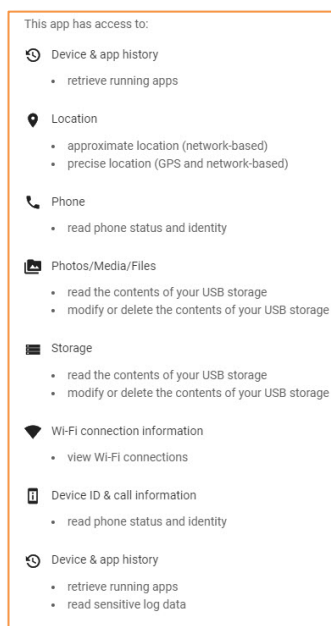 This app has access to:
Device & app history
• retrieve running apps
Location
• approximate location (network-based)
• precise location (GPS and network-based)
Phone
• read phone status and identity
Photos/Media/Files
• read the contents of your USB storage
• modify or delete the contents of your USB storage
Storage
• read the contents of your USB storage
• modify or delete the contents of your USB storage
Wi-Fi connection information
• view Wi-Fi connections
Device ID & call information
• read phone status and identity
Device & app history
• retrieve running apps
• read sensitive log data